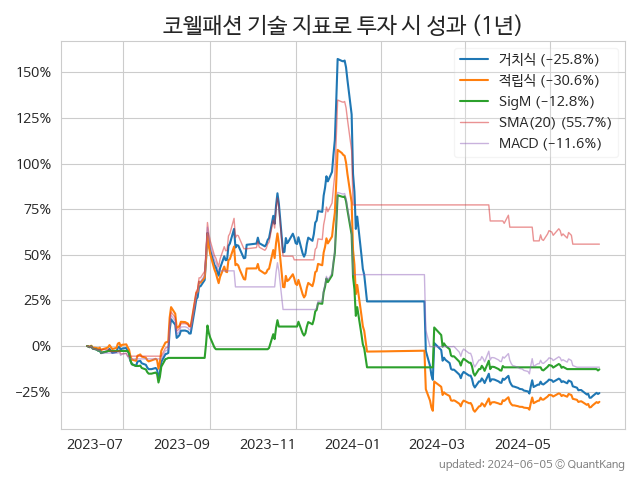 코웰패션 기술 지표로 투자 시 성과 (1년)
거치식 (−25.8%)
적립식 (−30.6%)
SigM (−12.8%)
SMA(20) (55.7%)
MACD (−11.6%)
150%
125%
100%
75%
50%
25%
0%
−25%
2023−07
2023−09
2023−11
2024−01
2024−03
2024−05
updated: 2024−06−05 © QuantKang